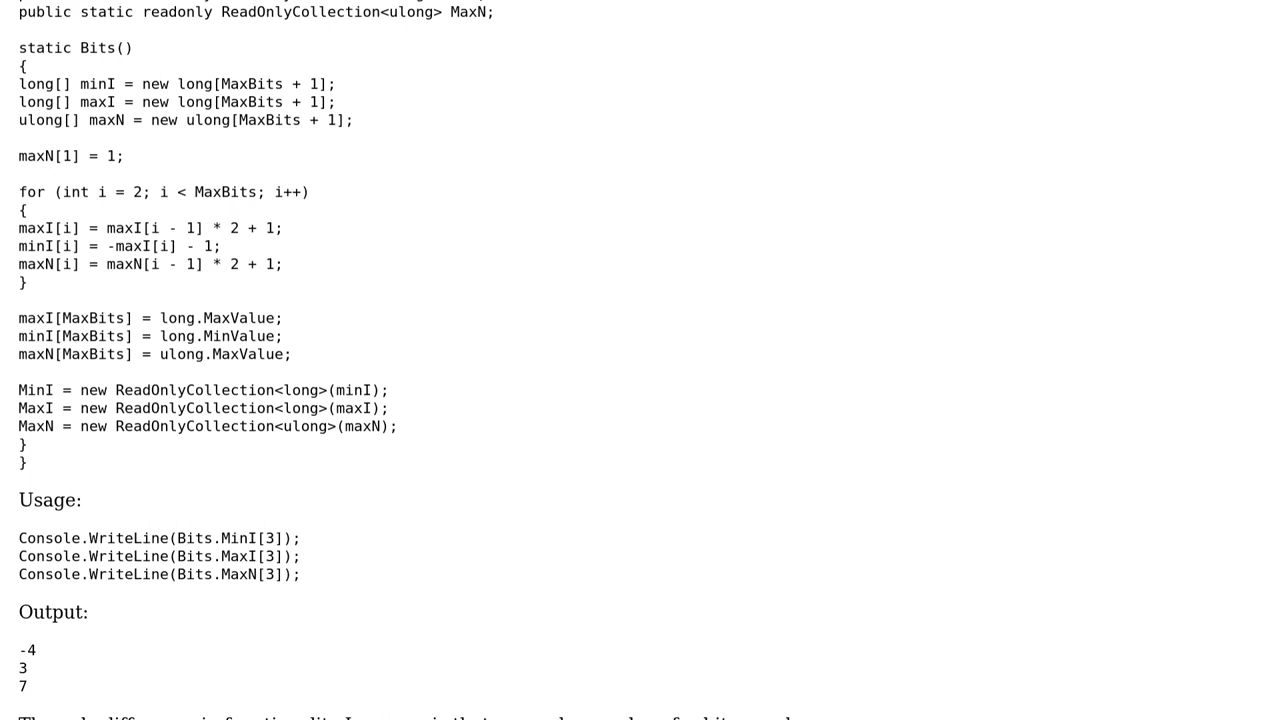 public static readonly ReadOnlyCollection<ulong> MaxN;
static Bits()
{
long[] minI = new long[MaxBits + 1];
long[] maxI = new long[MaxBits + 1];
ulong[] maxN = new ulong[MaxBits + 1];
maxN[1] = 1;
for (int i = 2; i < MaxBits; i++)
{
maxI[i] = maxI[i - 1] * 2 + 1;
minI[i] = -maxI[i] - 1;
maxN[i] = maxN[i - 1] * 2 + 1;
}
maxI[MaxBits] = long.MaxValue;
minI[MaxBits] = long.MinValue;
maxN[MaxBits] = ulong.MaxValue;
MinI = new ReadOnlyCollection<long>(minI);
MaxI = new ReadOnlyCollection<long>(maxI);
MaxN = new ReadOnlyCollection<ulong>(maxN);
}
}
Usage:
Console.WriteLine(Bits.MinI[3]);
Console.WriteLine(Bits.MaxI[3]);
Console.WriteLine(Bits.MaxN[3]);
Output:
-4
3
7